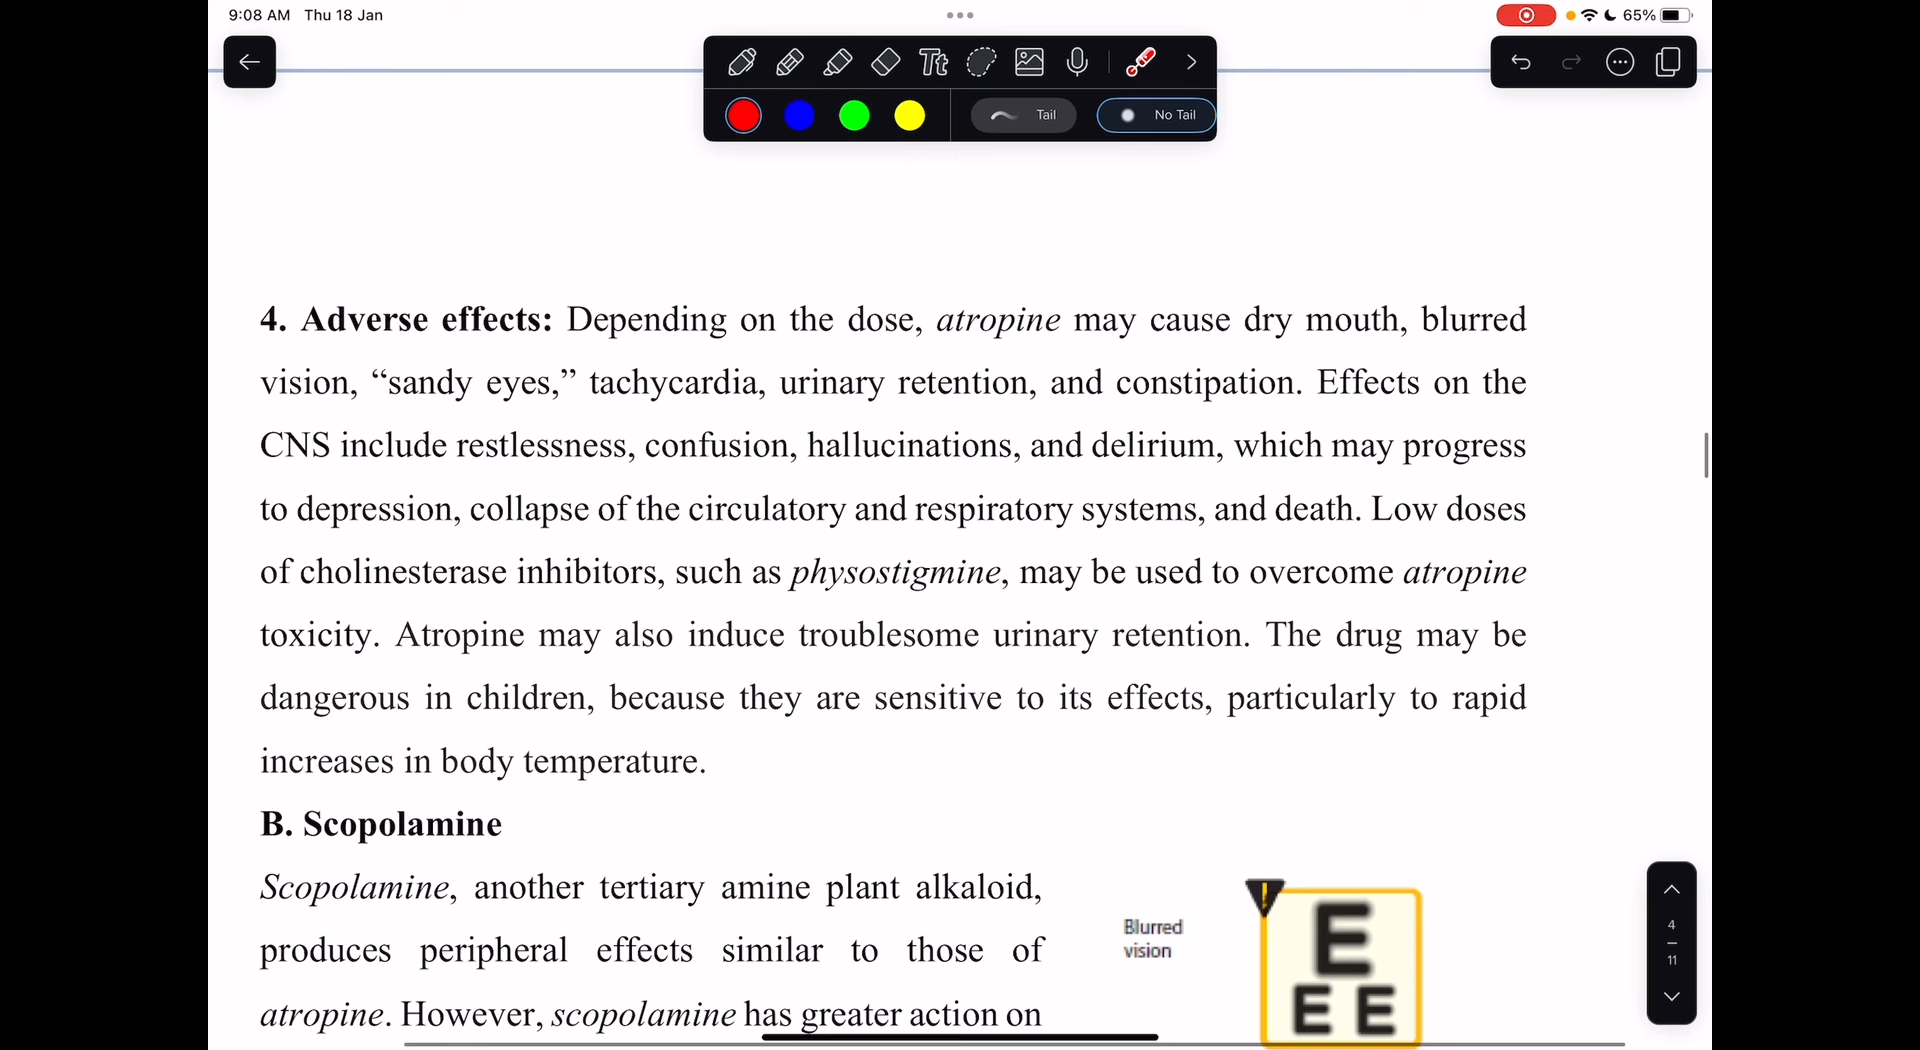 9:08 AM Thu 18 Jan
65%
Tt
Tail
No Tail
4. Adverse effects: Depending on the dose, atropine may cause dry mouth, blurred
vision, “sandy eyes,” tachycardia, urinary retention, and constipation. Effects on the
CNS include restlessness, confusion, hallucinations, and delirium, which may progress
to depression, collapse of the circulatory and respiratory systems, and death. Low doses
of cholinesterase inhibitors, such as physostigmine, may be used to overcome atropine
toxicity. Atropine may also induce troublesome urinary retention. The drug may be
dangerous in children, because they are sensitive to its effects, particularly to rapid
increases in body temperature.
B. Scopolamine
Scopolamine, another tertiary amine plant alkaloid,
produces peripheral effects similar to those of
atropine. However, scopolamine has greater action on
Blurred
vision
!
E
E E
4
11